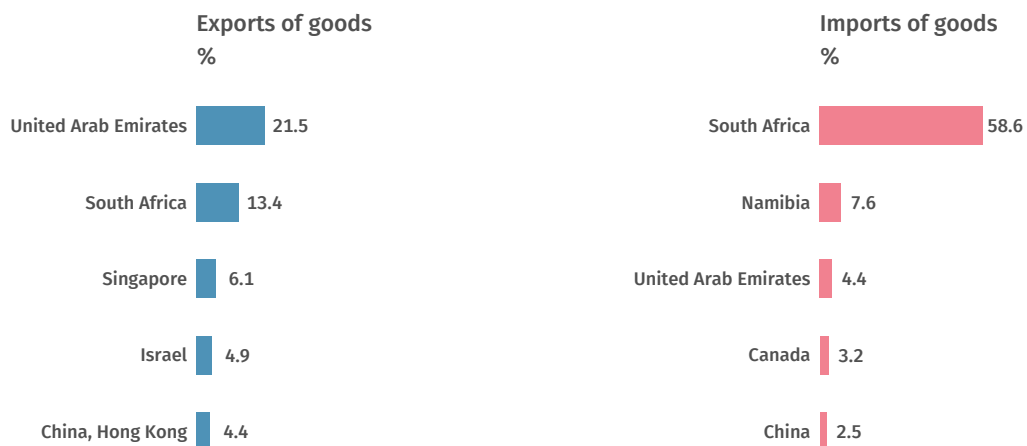 Exports of goods
%
United Arab Emirates 21.5
South Africa 13.4
Singapore 6.1
Israel 4.9
China, Hong Kong 4.4
Imports of goods
%
South Africa 58.6
Namibia 7.6
United Arab Emirates 4.4
Canada 3.2
China 2.5